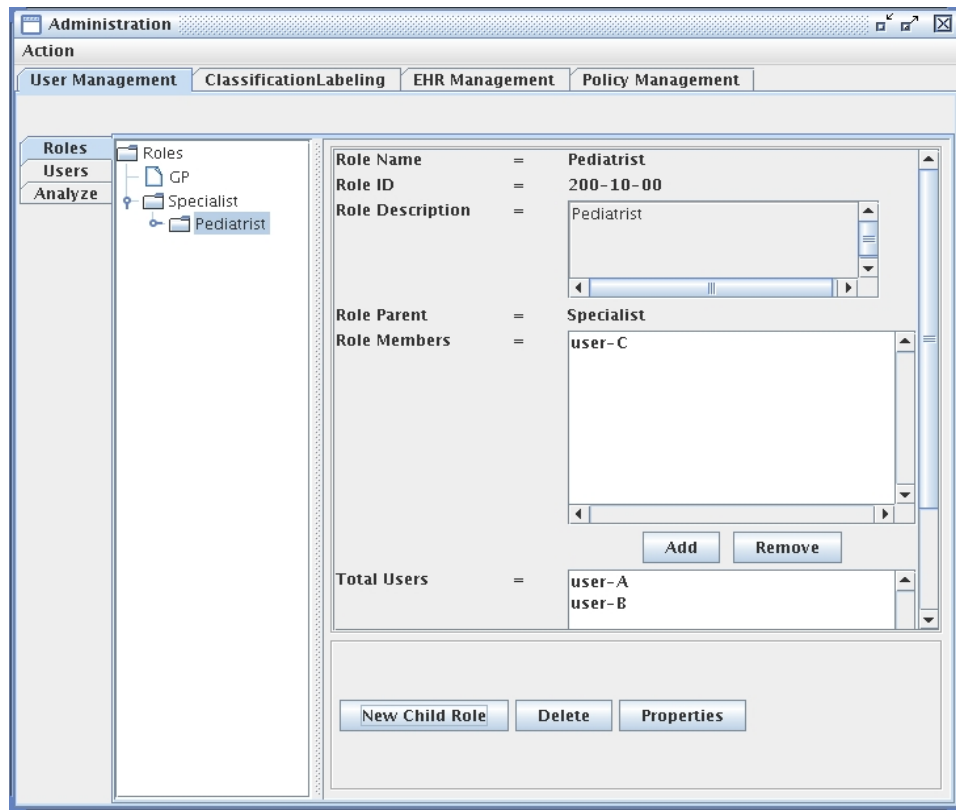 Administration
Action
User Management ClassificationLabeling EHR Management Policy Management
Roles
Users
Analyze
Roles
GP
Specialist
Pediatrist
Role Name = Pediatrist
Role ID = 200-10-00
Role Description = Pediatrist
Role Parent = Specialist
Role Members = user-C
Add Remove
Total Users = user-A
user-B
New Child Role Delete Properties